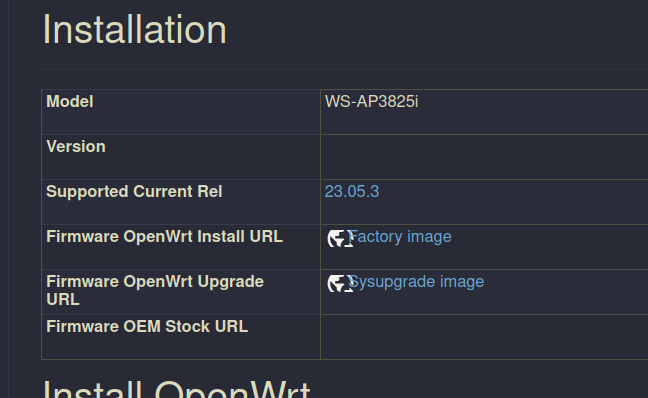 Installation
Model WS-AP3825i
Version
Supported Current Rel 23.05.3
Firmware OpenWrt Install URL Factory image
Firmware OpenWrt Upgrade Sysupgrade image
URL
Firmware OEM Stock URL
Install OpenWrt